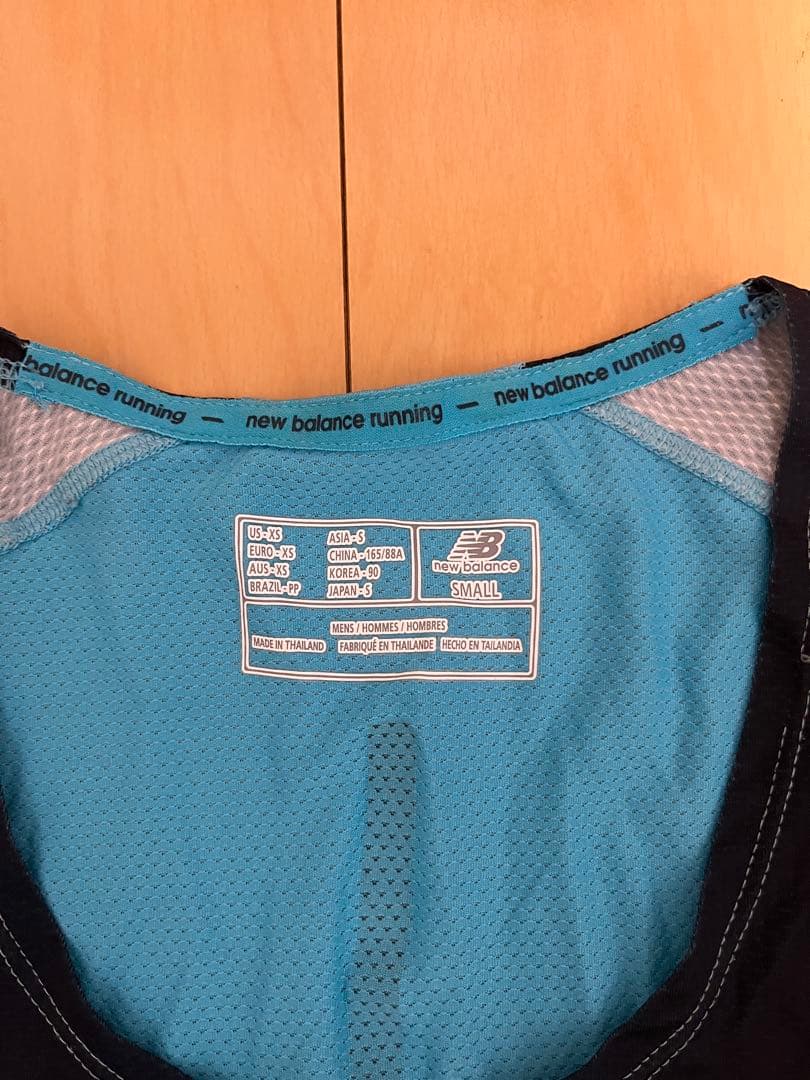 balance running — new balance running — new balance running —
US-XS
EURO-XS
AUS-XS
BRAZIL-PP
ASIA-S
CHINA-165/88A
KOREA-90
JAPAN-S
NB
new balance
SMALL
MENS / HOMMES / HOMBRES
MADE IN THAILAND FABRIQUÉ EN THAILANDE HECHO EN TAILANDIA